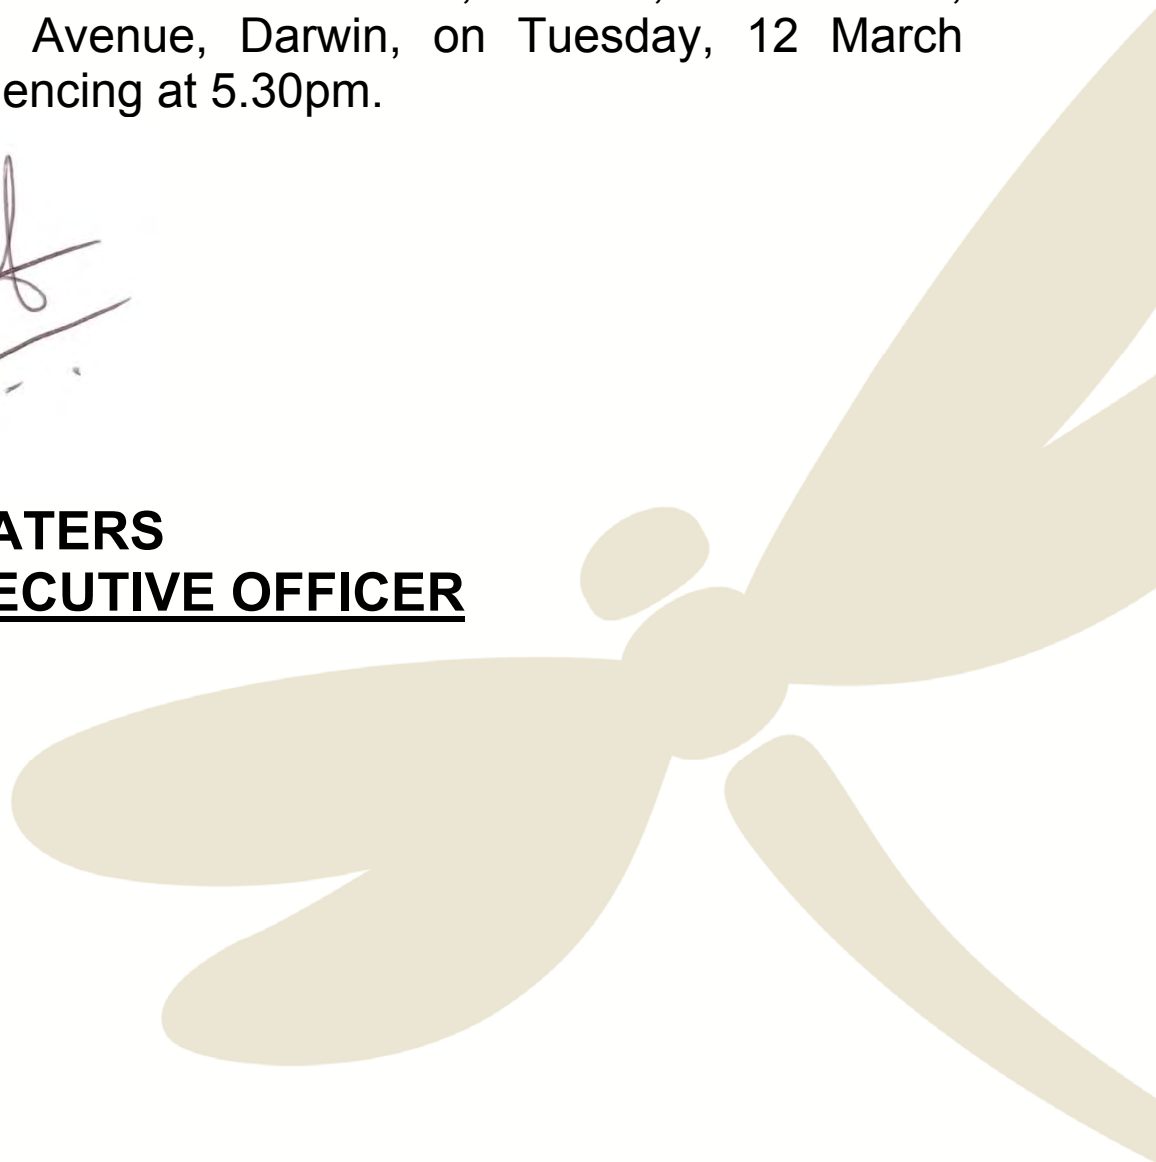 Avenue, Darwin, on Tuesday, 12 March
encing at 5.30pm.
ATERS
ECUTIVE OFFICER